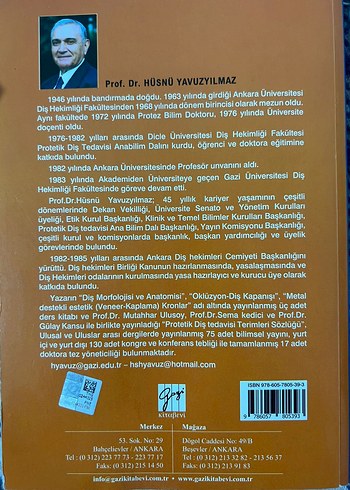 Prof. Dr. HÜSNÜ YAVUZYILMAZ
1946 yılında bandırmada doğdu. 1963 yılında girdiği Ankara Üniversitesi
Diş Hekimliği Fakültesinden 1968 yılında dönem birincisi olarak mezun oldu.
Aynı fakültede 1972 yılında Protez Bilim Doktoru, 1976 yılında Üniversite
doçenti oldu.
1976-1982 yılları arasında Dicle Üniversitesi Diş Hekimliği Fakültesi
Protetik Diş Tedavisi Anabilim Dalını kurdu, öğrenci ve doktora eğitimine
katkıda bulundu.
1982 yılında Ankara Üniversitesinde Profesör unvanını aldı.
1983 yılında Akademiden Üniversiteye geçen Gazi Üniversitesi Diş
Hekimliği Fakültesinde göreve devam etti.
Prof.Dr.Hüsnü Yavuzyılmaz; 45 yıllık kariyer yaşamının çeşitli
dönemlerinde Dekan Vekilliği, Üniversite Senato ve Yönetim Kurulları
üyeliği, Etik Kurul Başkanlığı, Klinik ve Temel Bilimler Kurulları Başkanlığı,
Protetik Diş tedavisi Ana Bilim Dalı Başkanlığı, Yayın Komisyonu Başkanlığı,
çeşitli kurul ve komisyonlarda başkanlık, başkan yardımcılığı ve üyelik
görevlerinde bulundu.
1982-1985 yılları arasında Ankara Diş hekimleri Cemiyeti Başkanlığını
yürüttü. Diş hekimleri Birliği Kanunun hazırlanmasında, yasalaşmasında ve
Diş Hekimleri odalarının kurulmasında yasa hazırlayıcı ve kurucu üye olarak
katkıda bulundu.
Yazarın "Diş Morfolojisi ve Anatomisi", "Oklüzyon-Diş Kapanışı", "Metal
destekli estetik (Veneer-Kaplama) Kronlar" adı altında yayınlanmış üç adet
ders kitabı ve Prof.Dr. Mutahhar Ulusoy, Prof.Dr.Sema kedici ve Prof.Dr.
Gülay Kansu ile birlikte yayınladığı "Protetik Diş tedavisi Terimleri Sözlüğü",
Ulusal ve Uluslar arası dergilerde yayınlanmış 75 adet bilimsel yayını, yurt
içi ve yurt dışı 130 adet kongre ve konferans tebliği ile tamamlanmış 17 adet
doktora tez yöneticiliği bulunmaktadır.
hyavuz@gazi.edu.tr – hshyavuz@hotmail.com
ISBN 978-605-7805-39-3
9 786057 805393
Gazi
kitabevi
Merkez
53. Sok. No: 29
Bahçelievler / ANKARA
Tel : (0 312) 223 77 73 - 223 77 17
Faks: (0 312) 215 14 50
Mağaza
Dögol Caddesi No: 49/B
Beşevler / ANKARA
Tel : (0 312) 213 32 82 - 213 56 37
Faks: (0 312) 213 91 83
info@gazikitabevi.com.tr
www.gazikitabevi.com.tr